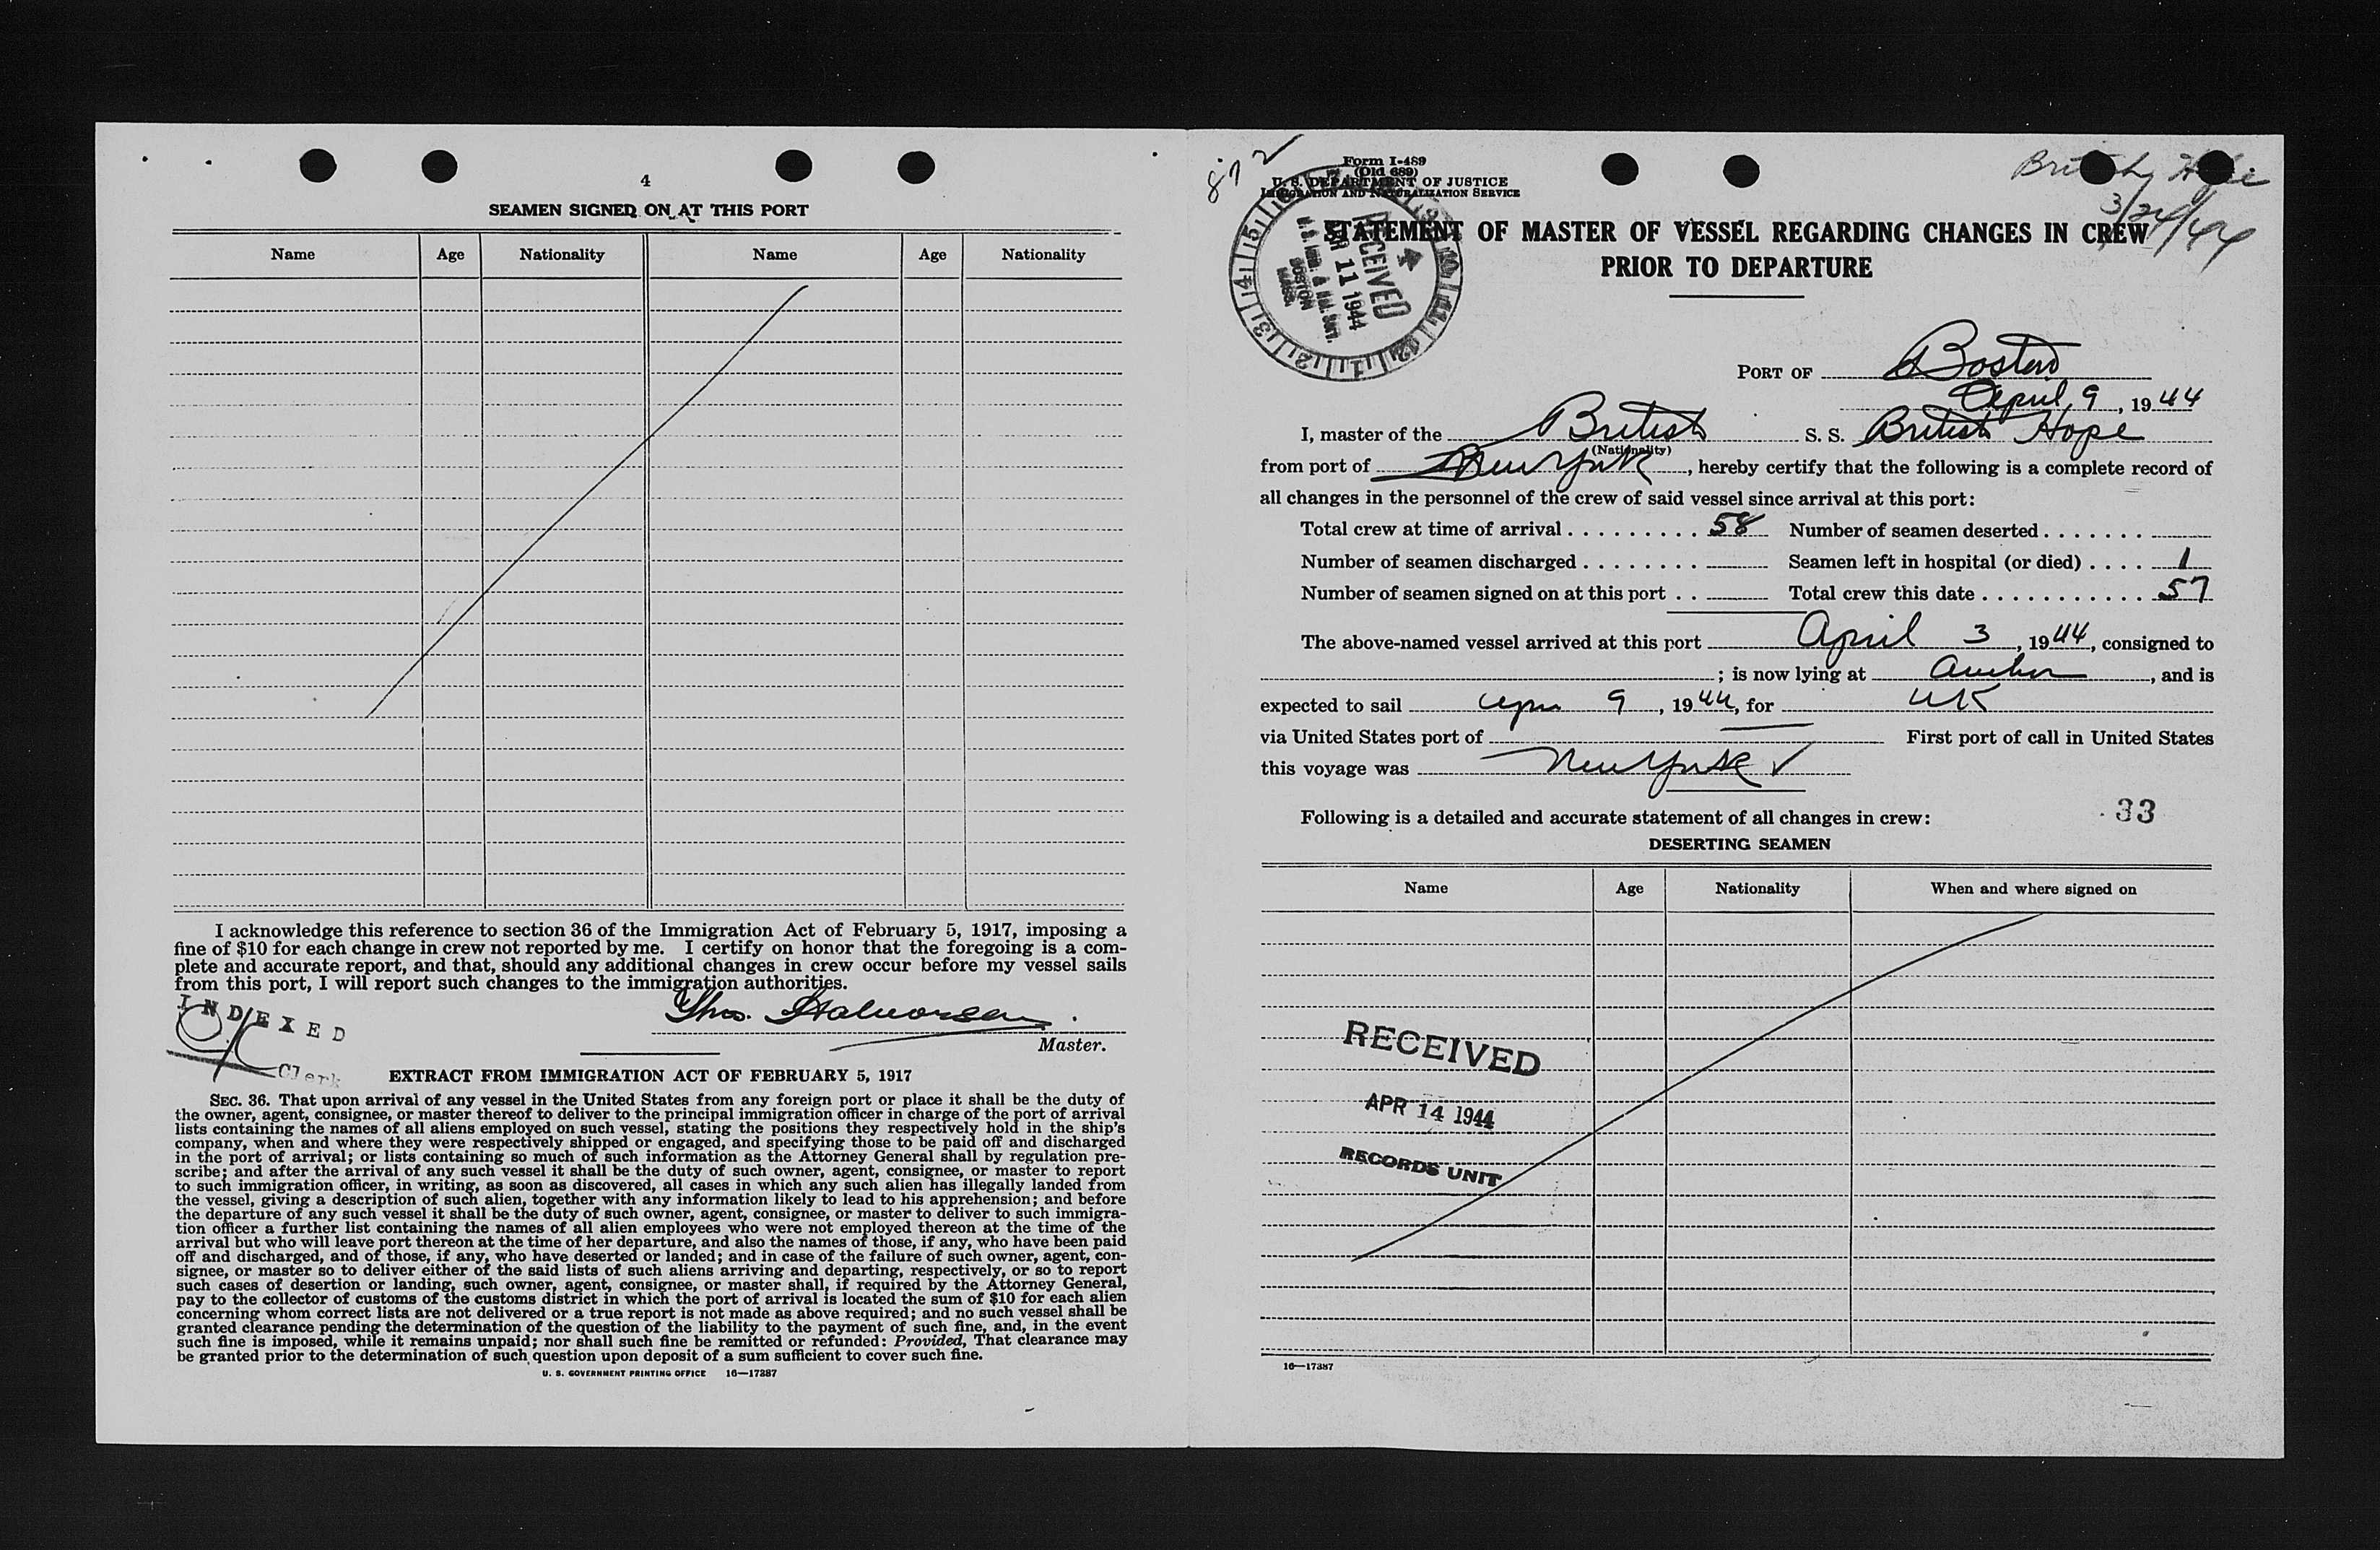 4
SEAMEN SIGNED ON AT THIS PORT
Name Age Nationality Name Age Nationality
I acknowledge this reference to section 36 of the Immigration Act of February 5, 1917, imposing a
fine of $10 for each change in crew not reported by me. I certify on honor that the foregoing is a com-
plete and accurate report, and that, should any additional changes in crew occur before my vessel sails
from this port, I will report such changes to the immigration authorities.
INDEXED
Thos. Halvorsen
Master.
Clerk
EXTRACT FROM IMMIGRATION ACT OF FEBRUARY 5, 1917
SEC. 36. That upon arrival of any vessel in the United States from any foreign port or place it shall be the duty of
the owner, agent, consignee, or master thereof to deliver to the principal immigration officer in charge of the port of arrival
lists containing the names of all aliens employed on such vessel, stating the positions they respectively hold in the ship's
company, when and where they were respectively shipped or engaged, and specifying those to be paid off and discharged
in the port of arrival; or lists containing so much of such information as the Attorney General shall by regulation pre-
scribe; and after the arrival of any such vessel it shall be the duty of such owner, agent, consignee, or master to report
to such immigration officer, in writing, as soon as discovered, all cases in which any such alien has illegally landed from
the vessel, giving a description of such alien, together with any information likely to lead to his apprehension; and before
the departure of any such vessel it shall be the duty of such owner, agent, consignee, or master to deliver to such immigra-
tion officer a further list containing the names of all alien employees who were not employed thereon at the time of the
arrival but who will leave port thereon at the time of her departure, and also the names of those, if any, who have been paid
off and discharged, and of those, if any, who have deserted or landed; and in case of the failure of such owner, agent, con-
signee, or master so to deliver either of the said lists of such aliens arriving and departing, respectively, or so to report
such cases of desertion or landing, such owner, agent, consignee, or master shall, if required by the Attorney General,
pay to the collector of customs of the customs district in which the port of arrival is located the sum of $10 for each alien
concerning whom correct lists are not delivered or a true report is not made as above required; and no such vessel shall be
granted clearance pending the determination of the question of the liability to the payment of such fine, and, in the event
such fine is imposed, while it remains unpaid; nor shall such fine be remitted or refunded: Provided, That clearance may
be granted prior to the determination of such question upon deposit of a sum sufficient to cover such fine.
U. S. GOVERNMENT PRINTING OFFICE 16—17387
872
Form I-489
(Old 689)
U. S. DEPARTMENT OF JUSTICE
IMMIGRATION AND NATURALIZATION SERVICE
British Hope
3/24/44
RECEIVED
APR 11 1944
U. S. Imm. & Nat. Serv.
BOSTON
MASS.
STATEMENT OF MASTER OF VESSEL REGARDING CHANGES IN CREW
PRIOR TO DEPARTURE
PORT OF Boston
April 9, 1944
I, master of the British S. S. British Hope
(Nationality)
from port of New York, hereby certify that the following is a complete record of
all changes in the personnel of the crew of said vessel since arrival at this port:
Total crew at time of arrival . . . . . . . . . 58 Number of seamen deserted . . . . . . .
Number of seamen discharged . . . . . . . . Seamen left in hospital (or died) . . . . 1
Number of seamen signed on at this port . . Total crew this date . . . . . . . . . . . . 57
The above-named vessel arrived at this port April 3, 1944, consigned to
; is now lying at Anchor, and is
expected to sail Apr 9, 1944, for UK
via United States port of First port of call in United States
this voyage was New York ✓
Following is a detailed and accurate statement of all changes in crew: 33
DESERTING SEAMEN
Name Age Nationality When and where signed on
RECEIVED
APR 14 1944
RECORDS UNIT
16—17387